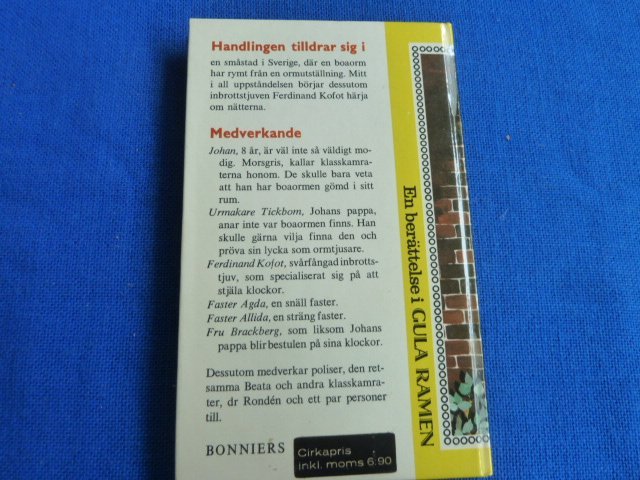 Handlingen tilldrar sig i
en småstad i Sverige, där en boaorm
har rymt från en ormutställning. Mitt
i all uppståndelsen börjar dessutom
inbrottstjuven Ferdinand Kofot härja
om nätterna.
Medverkande
Johan, 8 år, är väl inte så väldigt mo-
dig. Morsgris, kallar klasskamra-
terna honom. De skulle bara veta
att han har boaormen gömd i sitt
rum.
Urmakare Tickbom, Johans pappa,
anar inte var boaormen finns. Han
skulle gärna vilja finna den och
pröva sin lycka som ormtjusare.
Ferdinand Kofot, svårfångad inbrotts-
tjuv, som specialiserat sig på att
stjäla klockor.
Faster Agda, en snäll faster.
Faster Allida, en sträng faster.
Fru Brackberg, som liksom Johans
pappa blir bestulen på sina klockor.
Dessutom medverkar poliser, den ret-
samma Beata och andra klasskamra-
ter, dr Rondén och ett par personer
till.
BONNIERS
Cirkapris
inkl. moms 6:90
En berättelse i GULA RAMEN